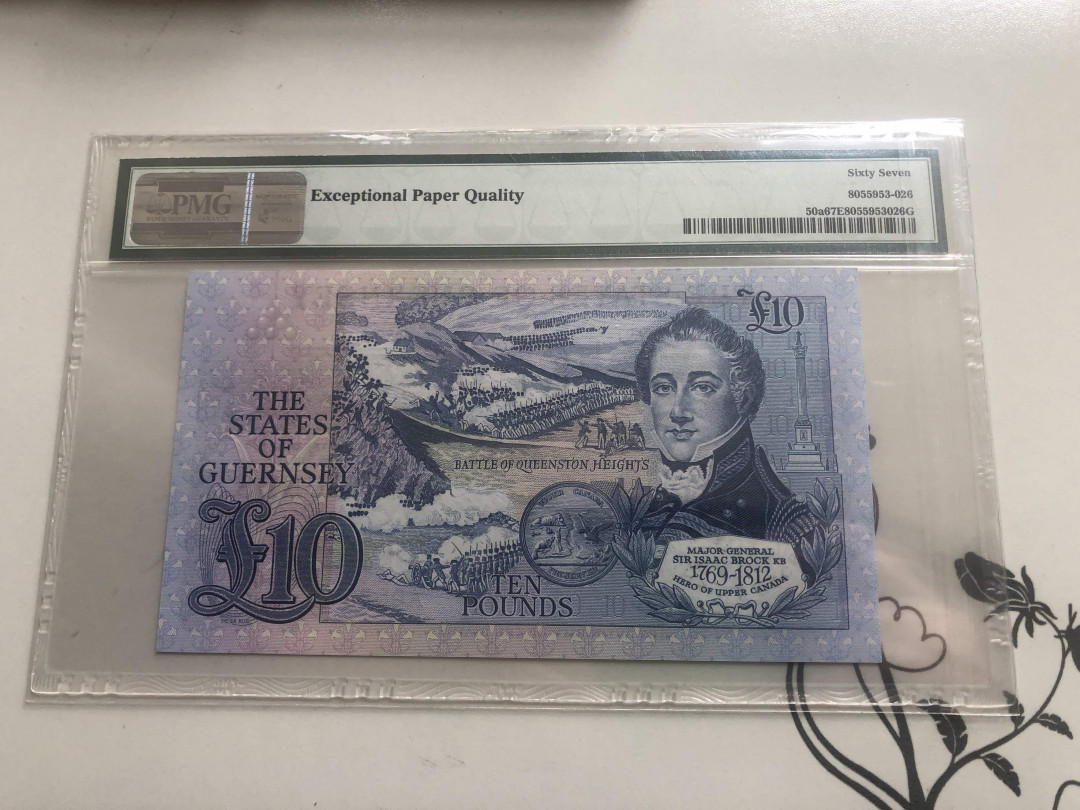 PMG
Exceptional Paper Quality
Sixty Seven
8055953-026
50a67E8055953026G
£10
THE
STATES
OF
GUERNSEY
BATTLE OF QUEENSTON HEIGHTS
£10
TEN
POUNDS
MAJOR-GENERAL
SIR ISAAC BROCK KB
1769-1812
HERO OF UPPER CANADA